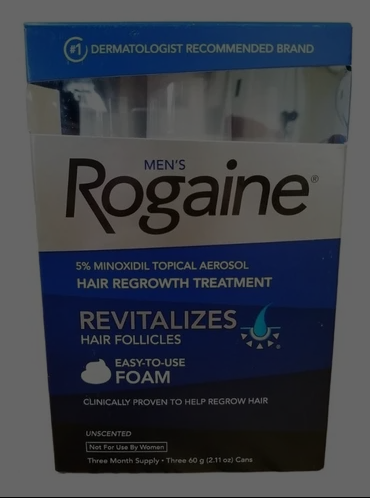 #1 DERMATOLOGIST RECOMMENDED BRAND
MEN'S
Rogaine®
5% MINOXIDIL TOPICAL AEROSOL
HAIR REGROWTH TREATMENT
REVITALIZES
HAIR FOLLICLES
EASY-TO-USE
FOAM
CLINICALLY PROVEN TO HELP REGROW HAIR
UNSCENTED
Not For Use By Women
Three Month Supply • Three 60 g (2.11 oz) Cans